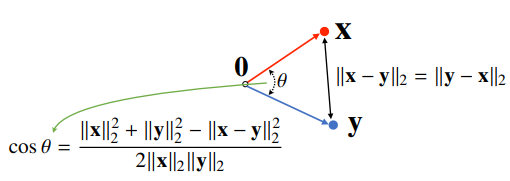 x
0
θ
‖x − y‖₂ = ‖y − x‖₂
y
cos θ = (‖x‖₂² + ‖y‖₂² − ‖x − y‖₂²) / (2‖x‖₂‖y‖₂)